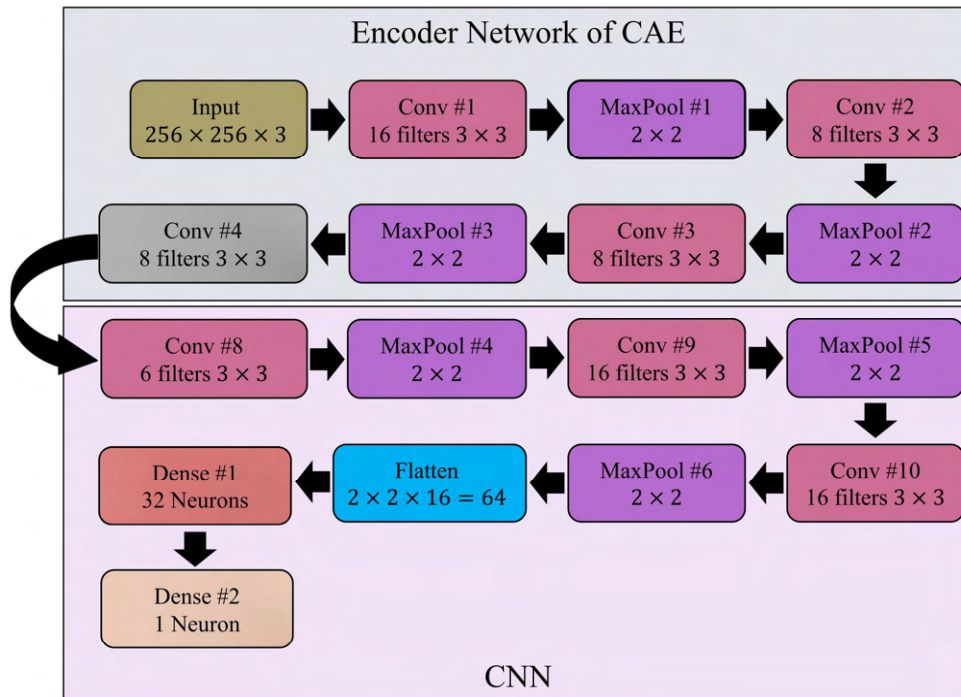 Encoder Network of CAE
Input
256 × 256 × 3
Conv #1
16 filters 3 × 3
MaxPool #1
2 × 2
Conv #2
8 filters 3 × 3
MaxPool #2
2 × 2
Conv #3
8 filters 3 × 3
MaxPool #3
2 × 2
Conv #4
8 filters 3 × 3
Conv #8
6 filters 3 × 3
MaxPool #4
2 × 2
Conv #9
16 filters 3 × 3
MaxPool #5
2 × 2
Conv #10
16 filters 3 × 3
MaxPool #6
2 × 2
Flatten
2 × 2 × 16 = 64
Dense #1
32 Neurons
Dense #2
1 Neuron
CNN